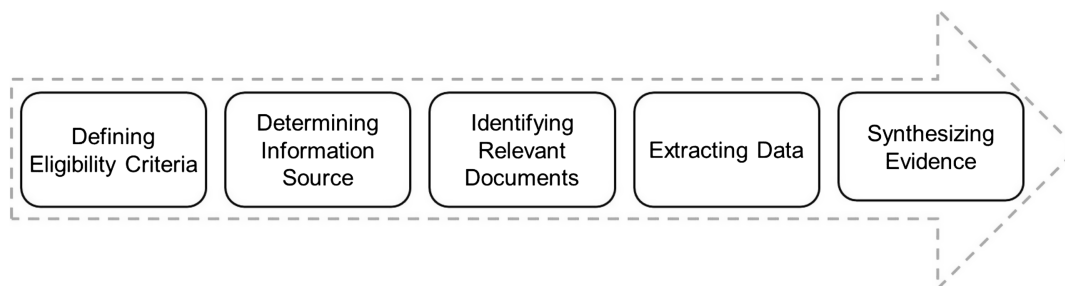 Defining
Eligibility Criteria
Determining
Information
Source
Identifying
Relevant
Documents
Extracting Data
Synthesizing
Evidence